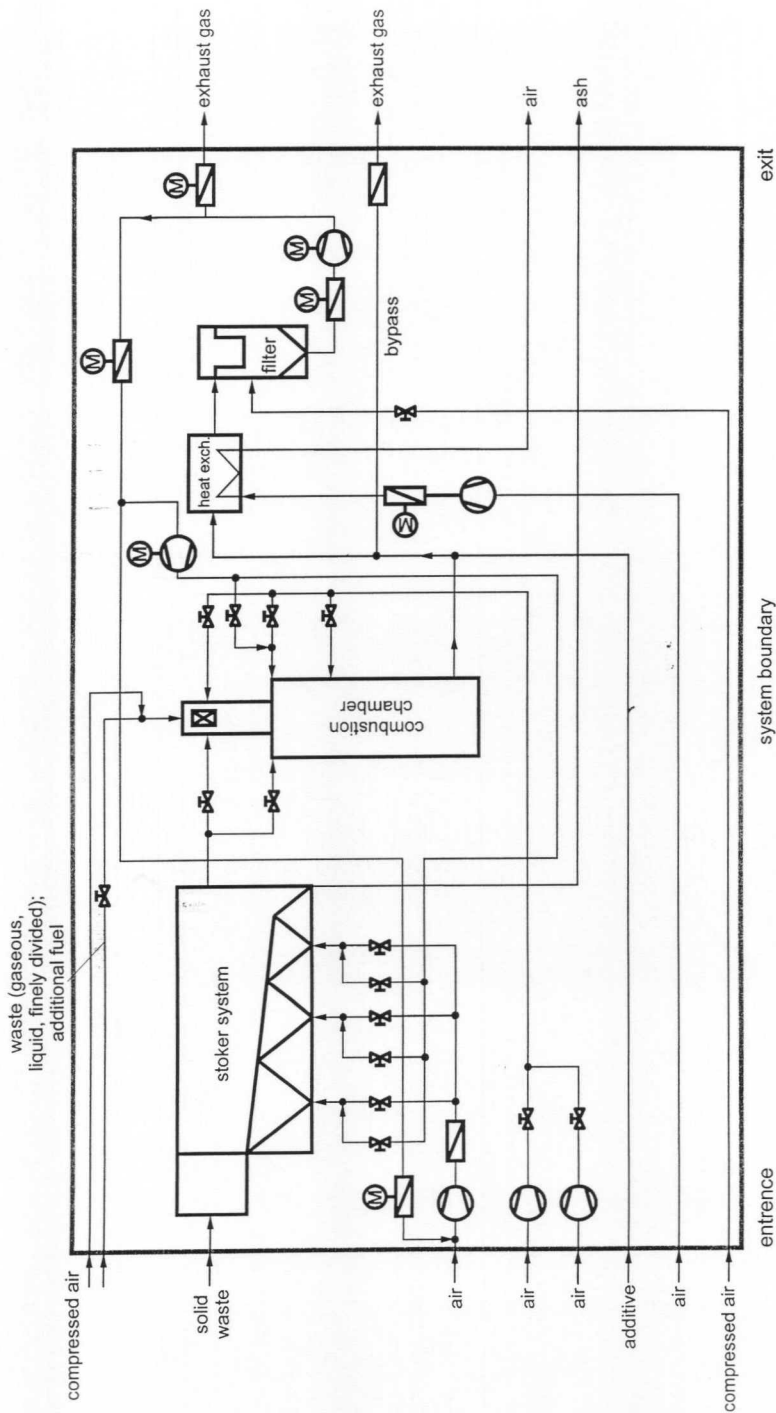 waste (gaseous,
liquid, finely divided);
additional fuel
compressed air
solid
waste
air
air
air
additive
air
compressed air
entrence
stoker system
combustion
chamber
heat exch.
filter
bypass
M
M
M
M
M
M
M
exhaust gas
exhaust gas
air
ash
system boundary
exit